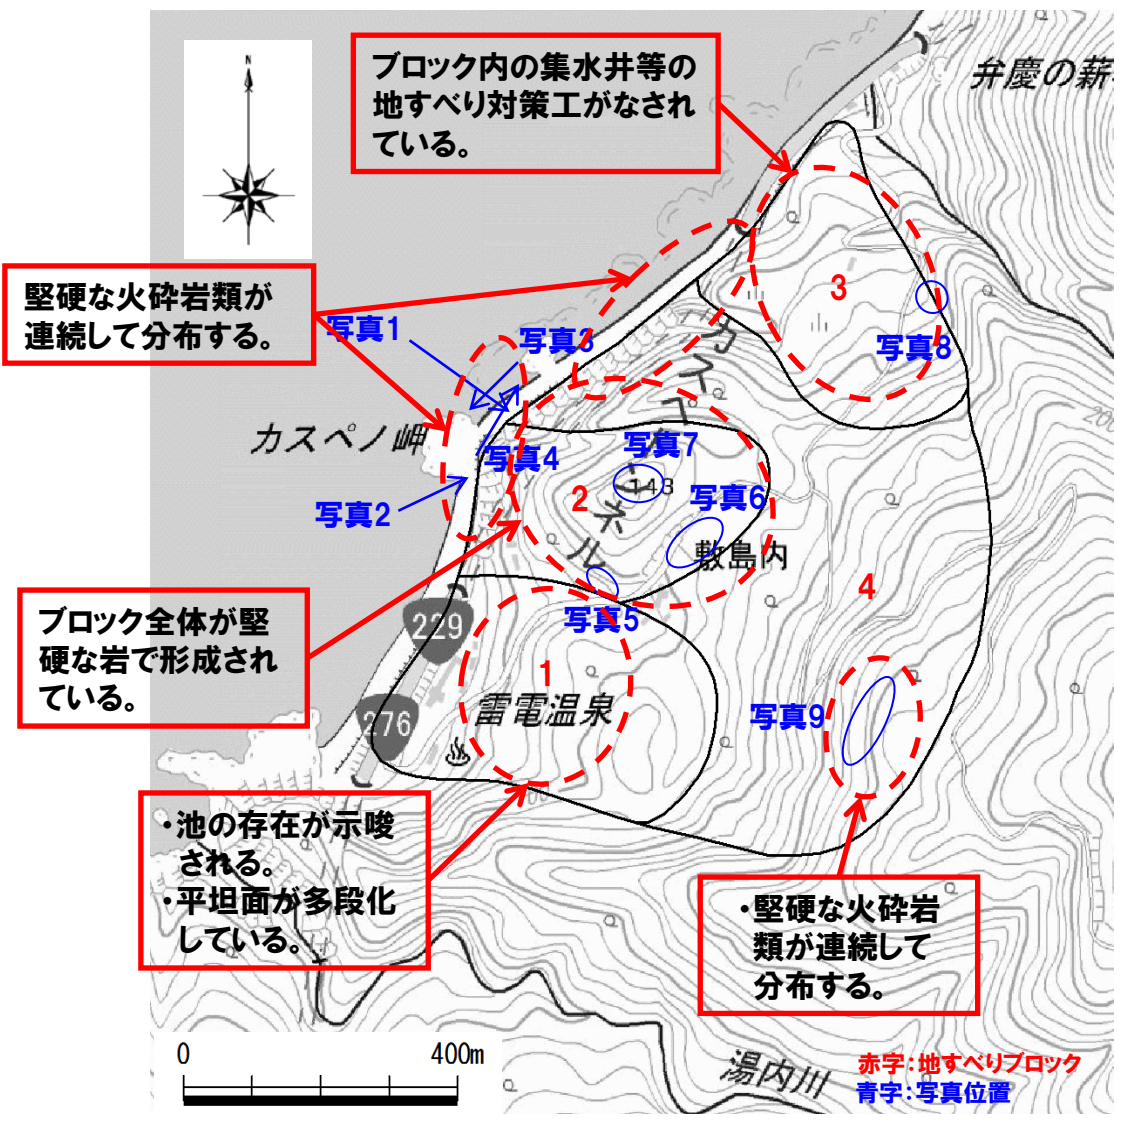 N
ブロック内の集水井等の
地すべり対策工がなされ
ている。
弁慶の薪
堅硬な火砕岩類が
連続して分布する。
写真1
写真3
3
写真8
カスペノ岬
写真4
写真7
カスペトンネル
写真2
2
143
写真6
敷島内
4
ブロック全体が堅
硬な岩で形成され
ている。
229
写真5
1
雷電温泉
276
写真9
・池の存在が示唆
される。
・平坦面が多段化
している。
・堅硬な火砕岩
類が連続して
分布する。
0
400m
湯内川
赤字：地すべりブロック
青字：写真位置